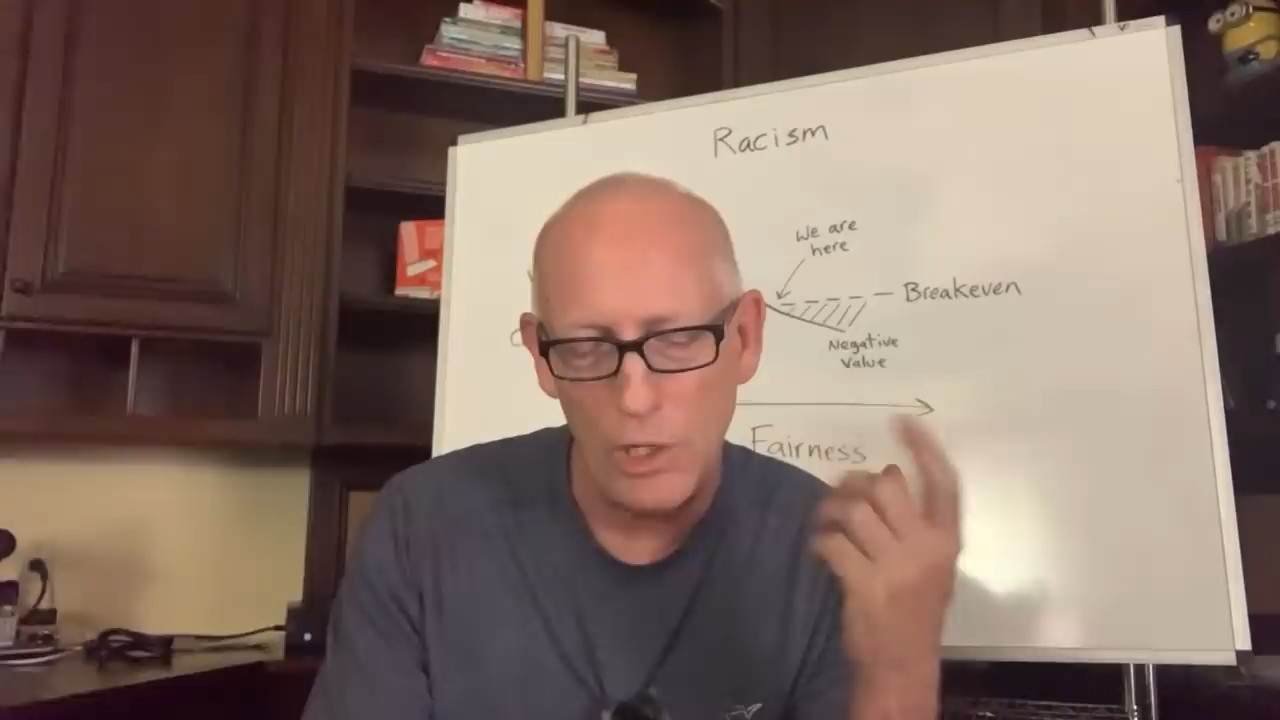 Racism
We are
here
Breakeven
Negative
Value
Fairness